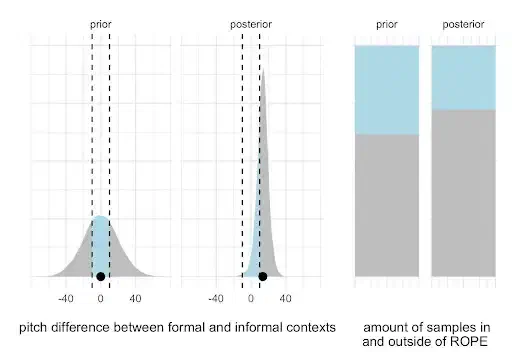 prior posterior prior posterior
-40 0 40 -40 0 40
pitch difference between formal and informal contexts
amount of samples in
and outside of ROPE